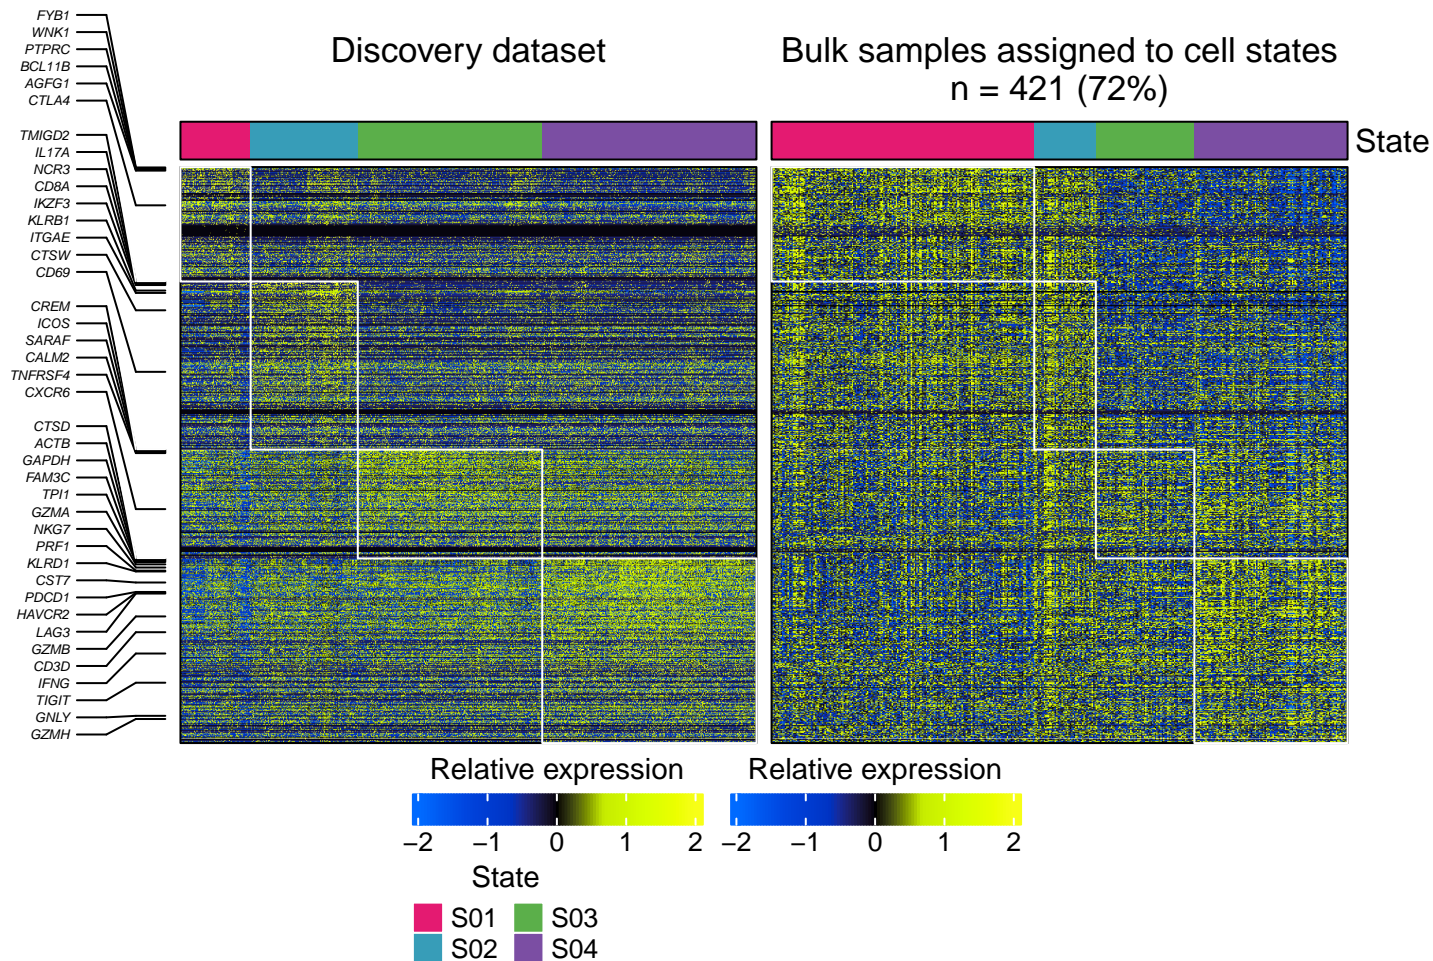 FYB1
WNK1
PTPRC
BCL11B
AGFG1
CTLA4
TMIGD2
IL17A
NCR3
CD8A
IKZF3
KLRB1
ITGAE
CTSW
CD69
CREM
ICOS
SARAF
CALM2
TNFRSF4
CXCR6
CTSD
ACTB
GAPDH
FAM3C
TPI1
GZMA
NKG7
PRF1
KLRD1
CST7
PDCD1
HAVCR2
LAG3
GZMB
CD3D
IFNG
TIGIT
GNLY
GZMH
Discovery dataset
Bulk samples assigned to cell states
n = 421 (72%)
State
Relative expression
−2 −1 0 1 2
Relative expression
−2 −1 0 1 2
State
S01 S03
S02 S04